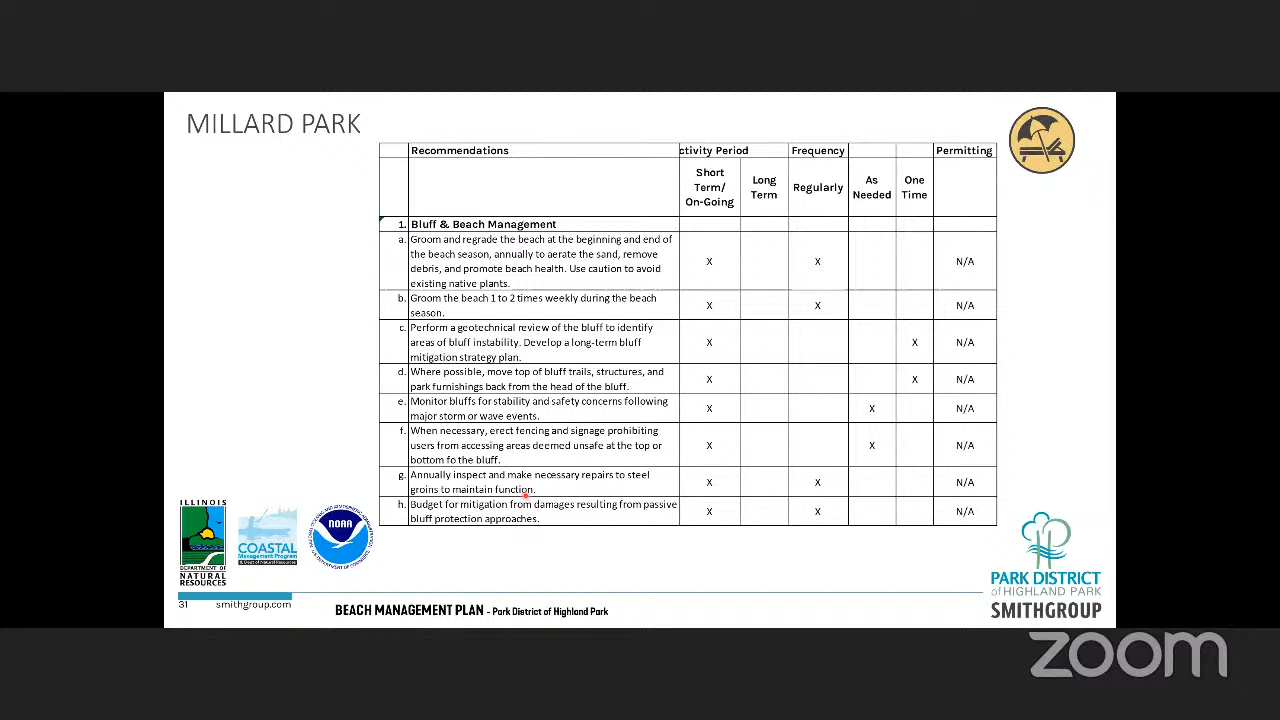 MILLARD PARK
Recommendations ctivity Period Frequency Permitting
Short Term/ On-Going Long Term Regularly As Needed One Time
1. Bluff & Beach Management
a. Groom and regrade the beach at the beginning and end of
the beach season, annually to aerate the sand, remove
debris, and promote beach health. Use caution to avoid
existing native plants. X X N/A
b. Groom the beach 1 to 2 times weekly during the beach
season. X X N/A
c. Perform a geotechnical review of the bluff to identify
areas of bluff instability. Develop a long-term bluff
mitigation strategy plan. X X N/A
d. Where possible, move top of bluff trails, structures, and
park furnishings back from the head of the bluff. X X N/A
e. Monitor bluffs for stability and safety concerns following
major storm or wave events. X X N/A
f. When necessary, erect fencing and signage prohibiting
users from accessing areas deemed unsafe at the top or
bottom fo the bluff. X X N/A
g. Annually inspect and make necessary repairs to steel
groins to maintain function. X X N/A
h. Budget for mitigation from damages resulting from passive
bluff protection approaches. X X N/A
ILLINOIS
DEPARTMENT OF
NATURAL
RESOURCES
COASTAL
Management Program
IL Dept of Natural Resources
NOAA
PARK DISTRICT
of HIGHLAND PARK
SMITHGROUP
31 smithgroup.com
BEACH MANAGEMENT PLAN - Park District of Highland Park
zoom